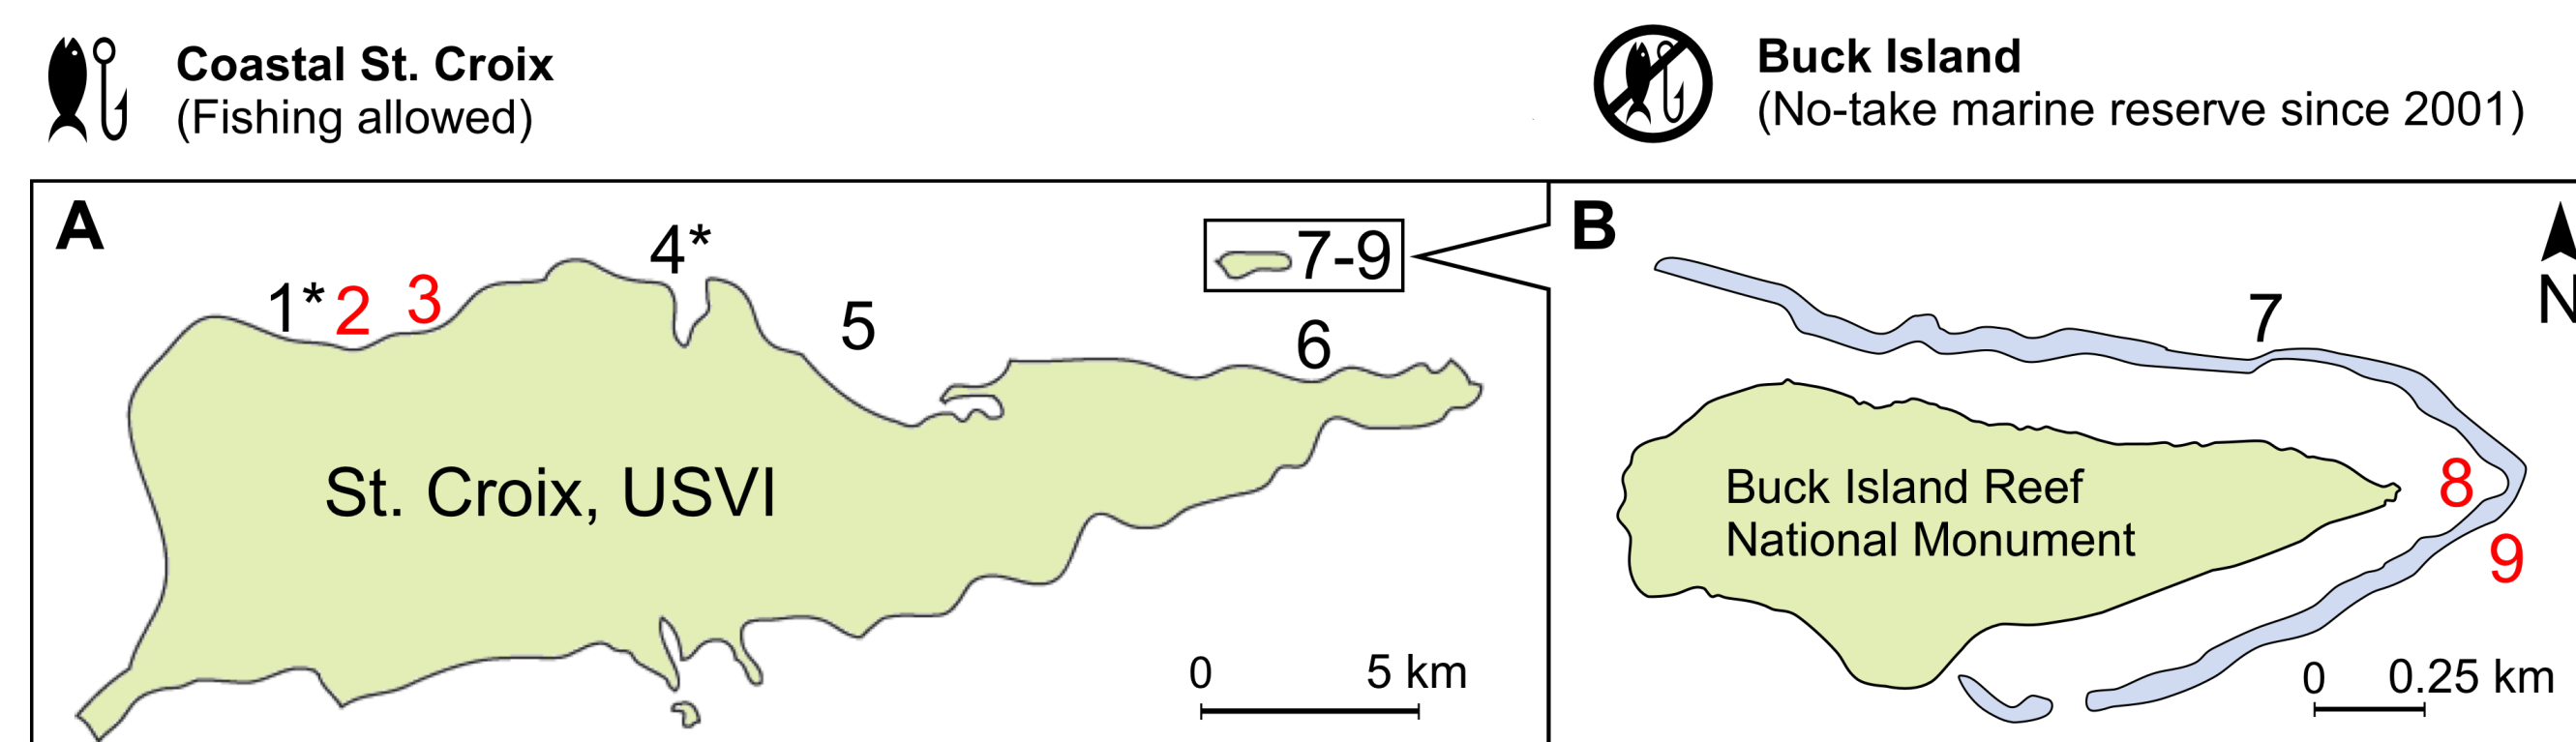 Coastal St. Croix
(Fishing allowed)
Buck Island
(No-take marine reserve since 2001)
A
1* 2 3
4*
5
6
7-9
St. Croix, USVI
0 5 km
B
N
7
8
9
Buck Island Reef
National Monument
0 0.25 km